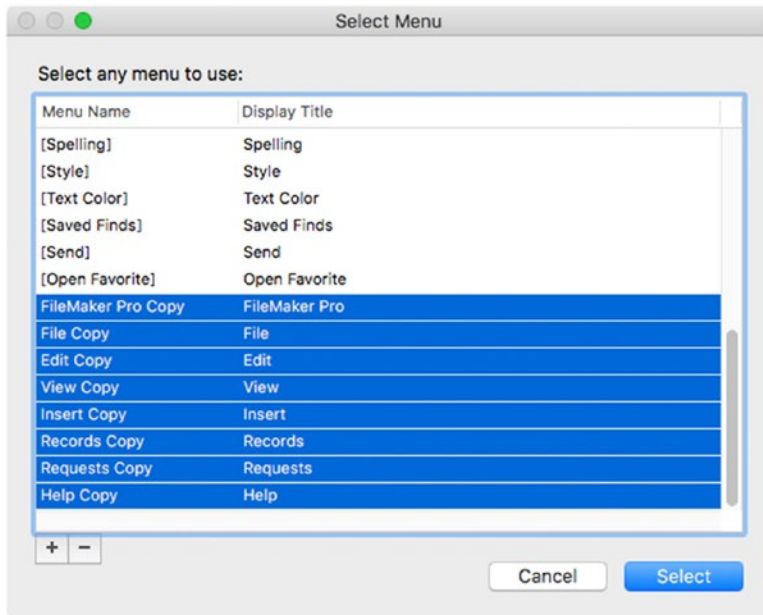 Select Menu
Select any menu to use:
Menu Name Display Title
[Spelling] Spelling
[Style] Style
[Text Color] Text Color
[Saved Finds] Saved Finds
[Send] Send
[Open Favorite] Open Favorite
FileMaker Pro Copy FileMaker Pro
File Copy File
Edit Copy Edit
View Copy View
Insert Copy Insert
Records Copy Records
Requests Copy Requests
Help Copy Help
+ −
Cancel Select